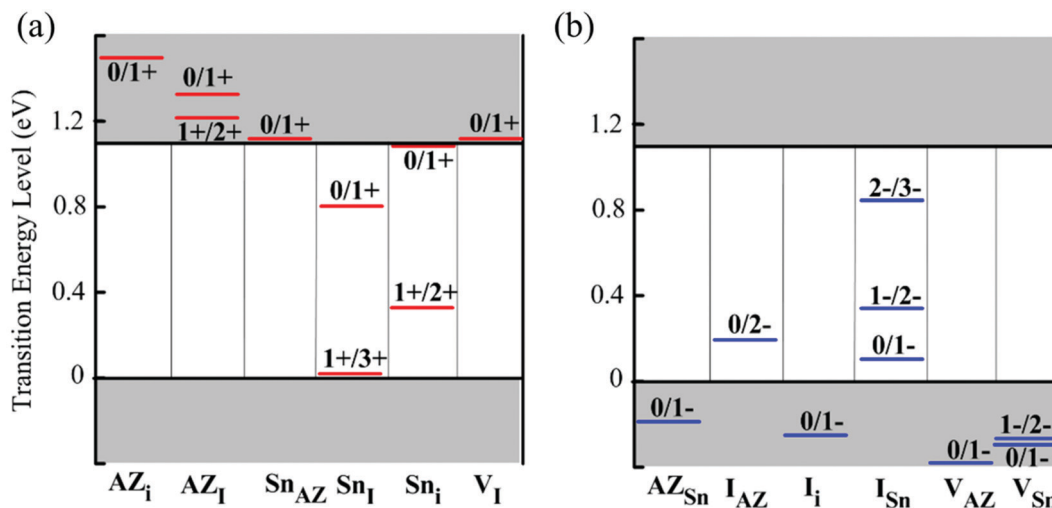 (a)
(b)
Transition Energy Level (eV)
1.2
0.8
0.4
0
0/1+
0/1+
1+/2+
0/1+
0/1+
1+/3+
0/1+
1+/2+
0/1+
AZi
AZI
SnAZ
SnI
Sni
VI
1.2
0.8
0.4
0
0/1-
0/2-
0/1-
2-/3-
1-/2-
0/1-
0/1-
1-/2-
0/1-
AZSn
IAZ
Ii
ISn
VAZ
VSn